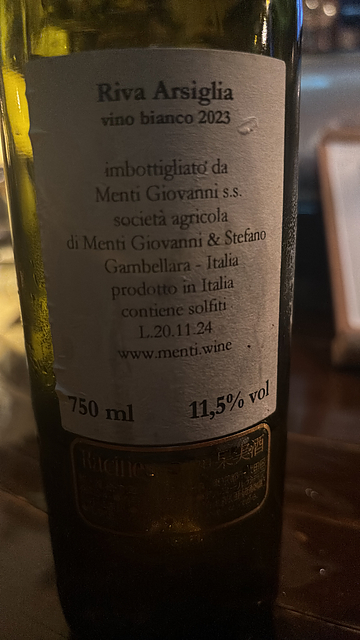 Riva Arsiglia
vino bianco 2023
imbottigliato da
Menti Giovanni s.s.
società agricola
di Menti Giovanni & Stefano
Gambellara - Italia
prodotto in Italia
contiene solfiti
L.20.11.24
www.menti.wine
750 ml 11,5% vol
Racines